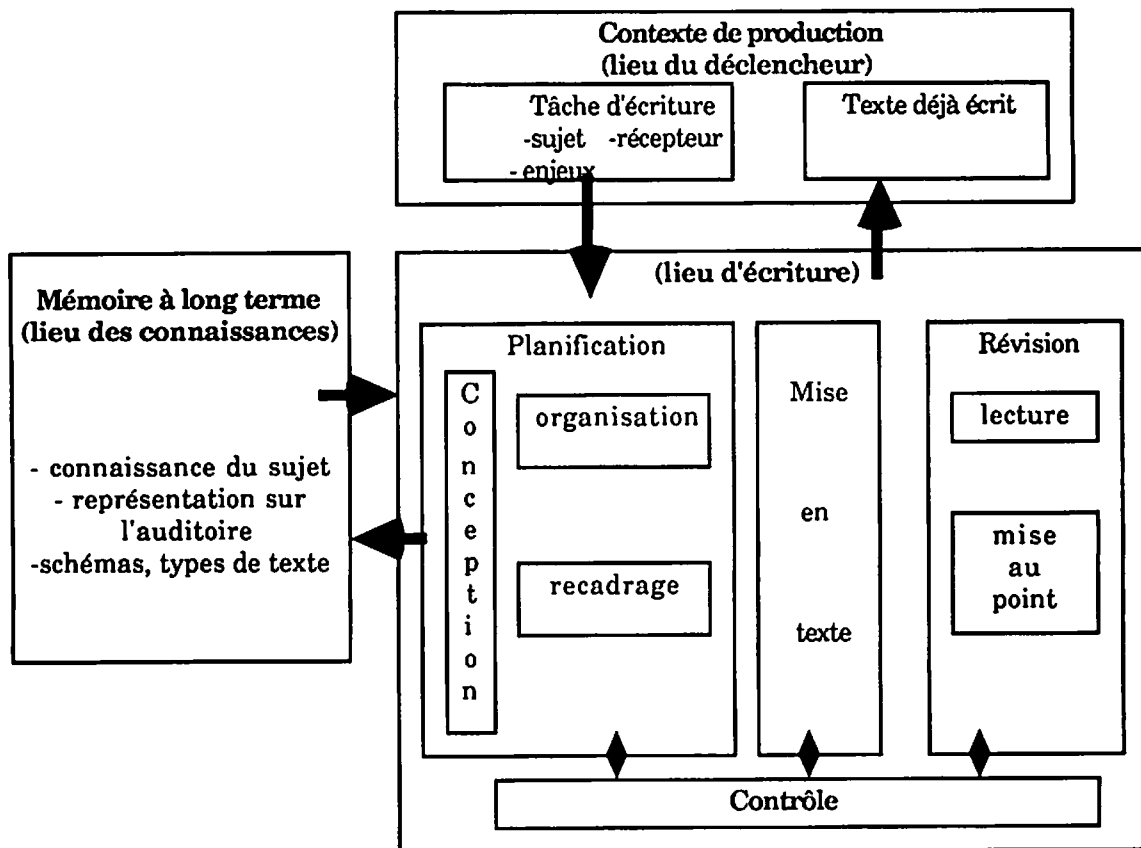 Contexte de production
(lieu du déclencheur)
Tâche d'écriture
-sujet -récepteur
- enjeux
Texte déjà écrit
Mémoire à long terme
(lieu des connaissances)
- connaissance du sujet
- représentation sur
l'auditoire
-schémas, types de texte
(lieu d'écriture)
Planification
Conception
organisation
recadrage
Mise
en
texte
Révision
lecture
mise
au
point
Contrôle